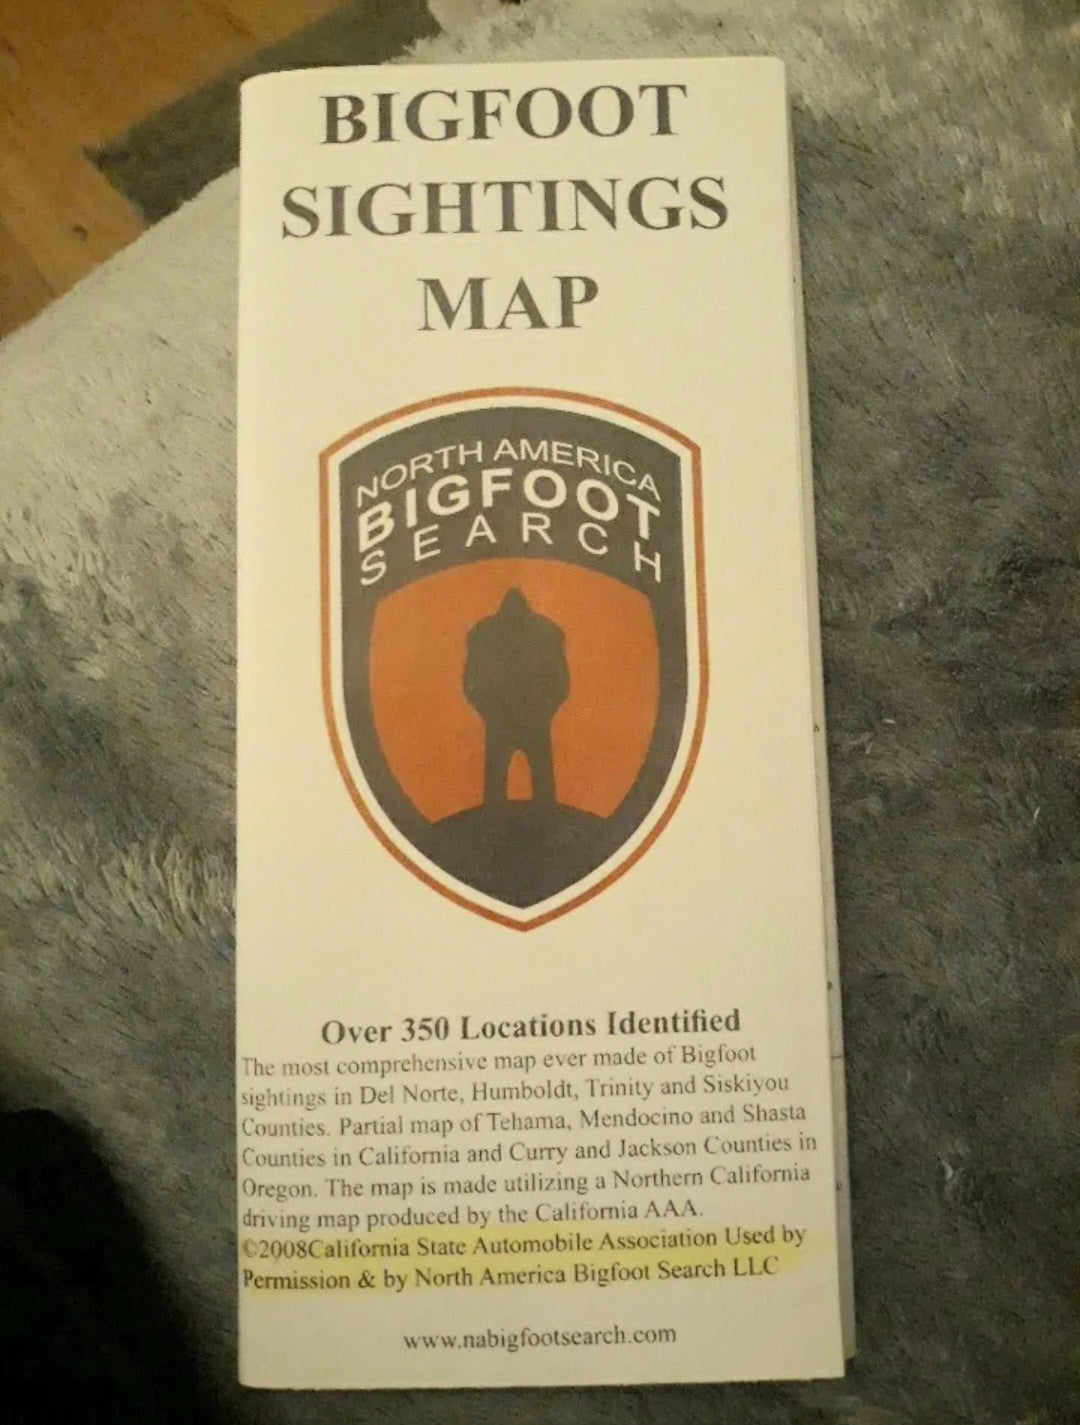 BIGFOOT
SIGHTINGS
MAP
NORTH AMERICA
BIGFOOT
SEARCH
Over 350 Locations Identified
The most comprehensive map ever made of Bigfoot
sightings in Del Norte, Humboldt, Trinity and Siskiyou
Counties. Partial map of Tehama, Mendocino and Shasta
Counties in California and Curry and Jackson Counties in
Oregon. The map is made utilizing a Northern California
driving map produced by the California AAA.
©2008California State Automobile Association Used by
Permission & by North America Bigfoot Search LLC
www.nabigfootsearch.com